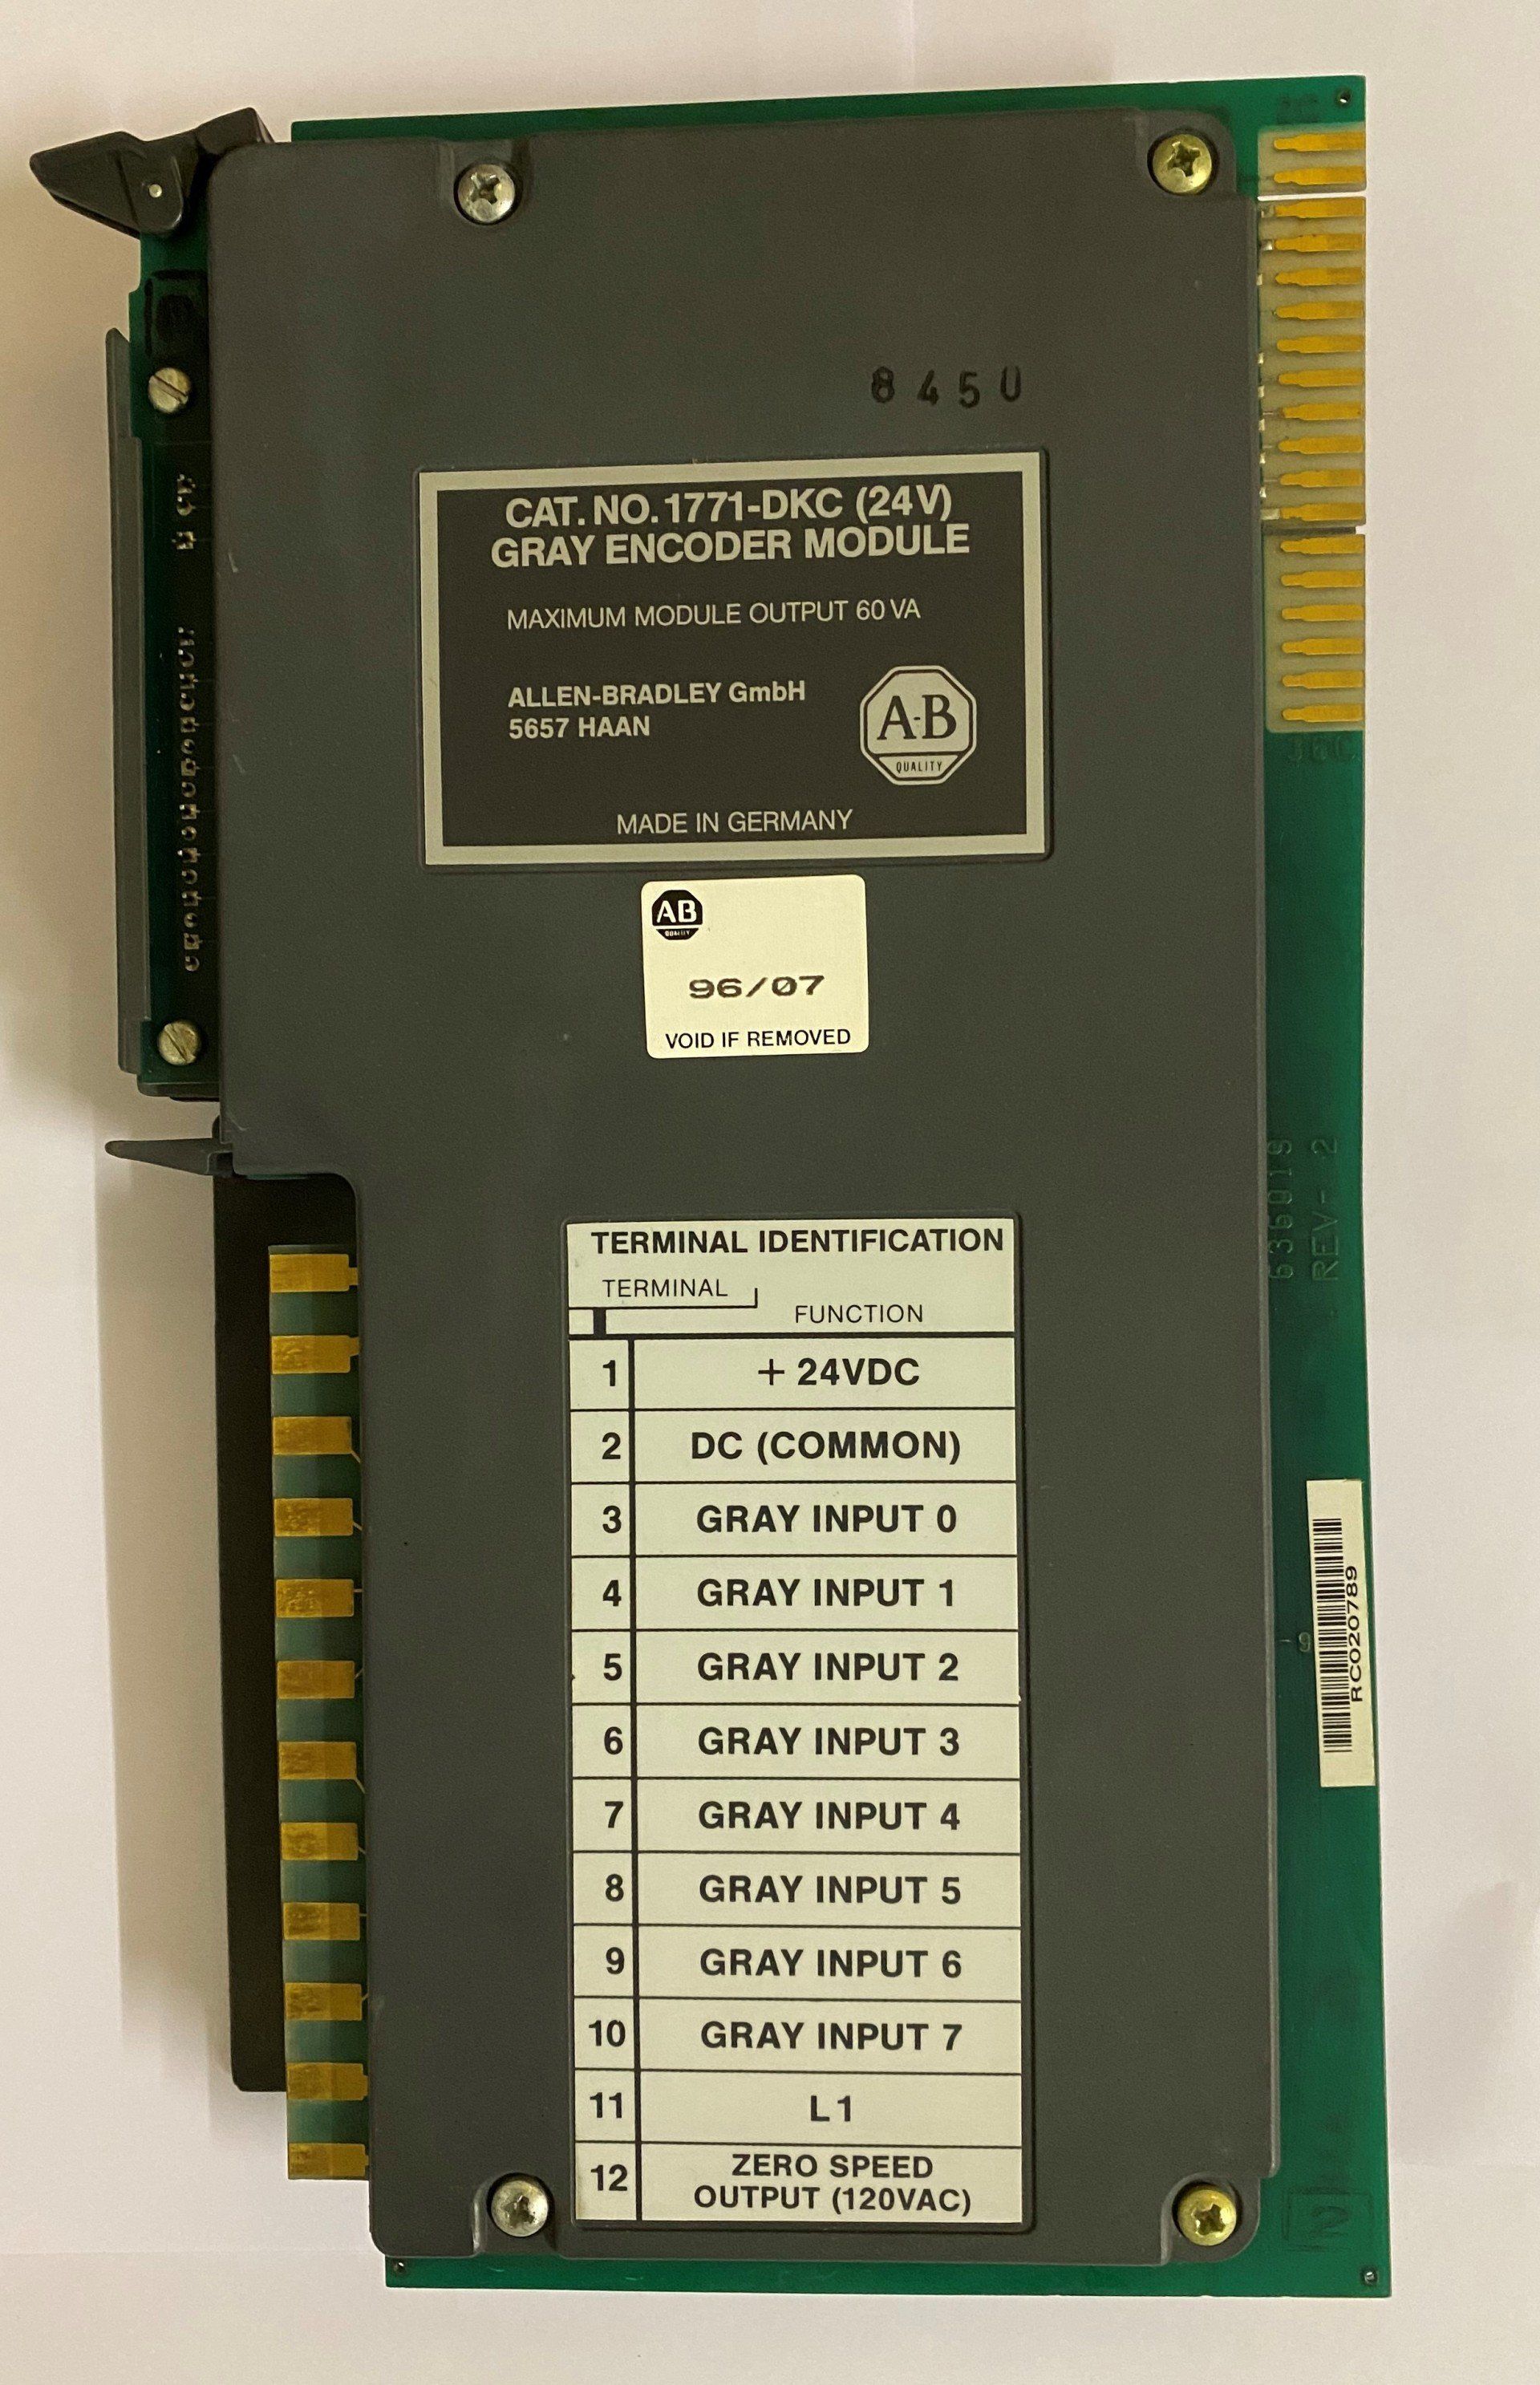 8450
CAT. NO. 1771-DKC (24V)
GRAY ENCODER MODULE
MAXIMUM MODULE OUTPUT 60 VA
ALLEN-BRADLEY GmbH
5657 HAAN
A-B
QUALITY
MADE IN GERMANY
AB
QUALITY
96/07
VOID IF REMOVED
636019
REV-2
TERMINAL IDENTIFICATION
TERMINAL
FUNCTION
1 + 24VDC
2 DC (COMMON)
3 GRAY INPUT 0
4 GRAY INPUT 1
5 GRAY INPUT 2
6 GRAY INPUT 3
7 GRAY INPUT 4
8 GRAY INPUT 5
9 GRAY INPUT 6
10 GRAY INPUT 7
11 L1
12 ZERO SPEED
OUTPUT (120VAC)
RC020789
2